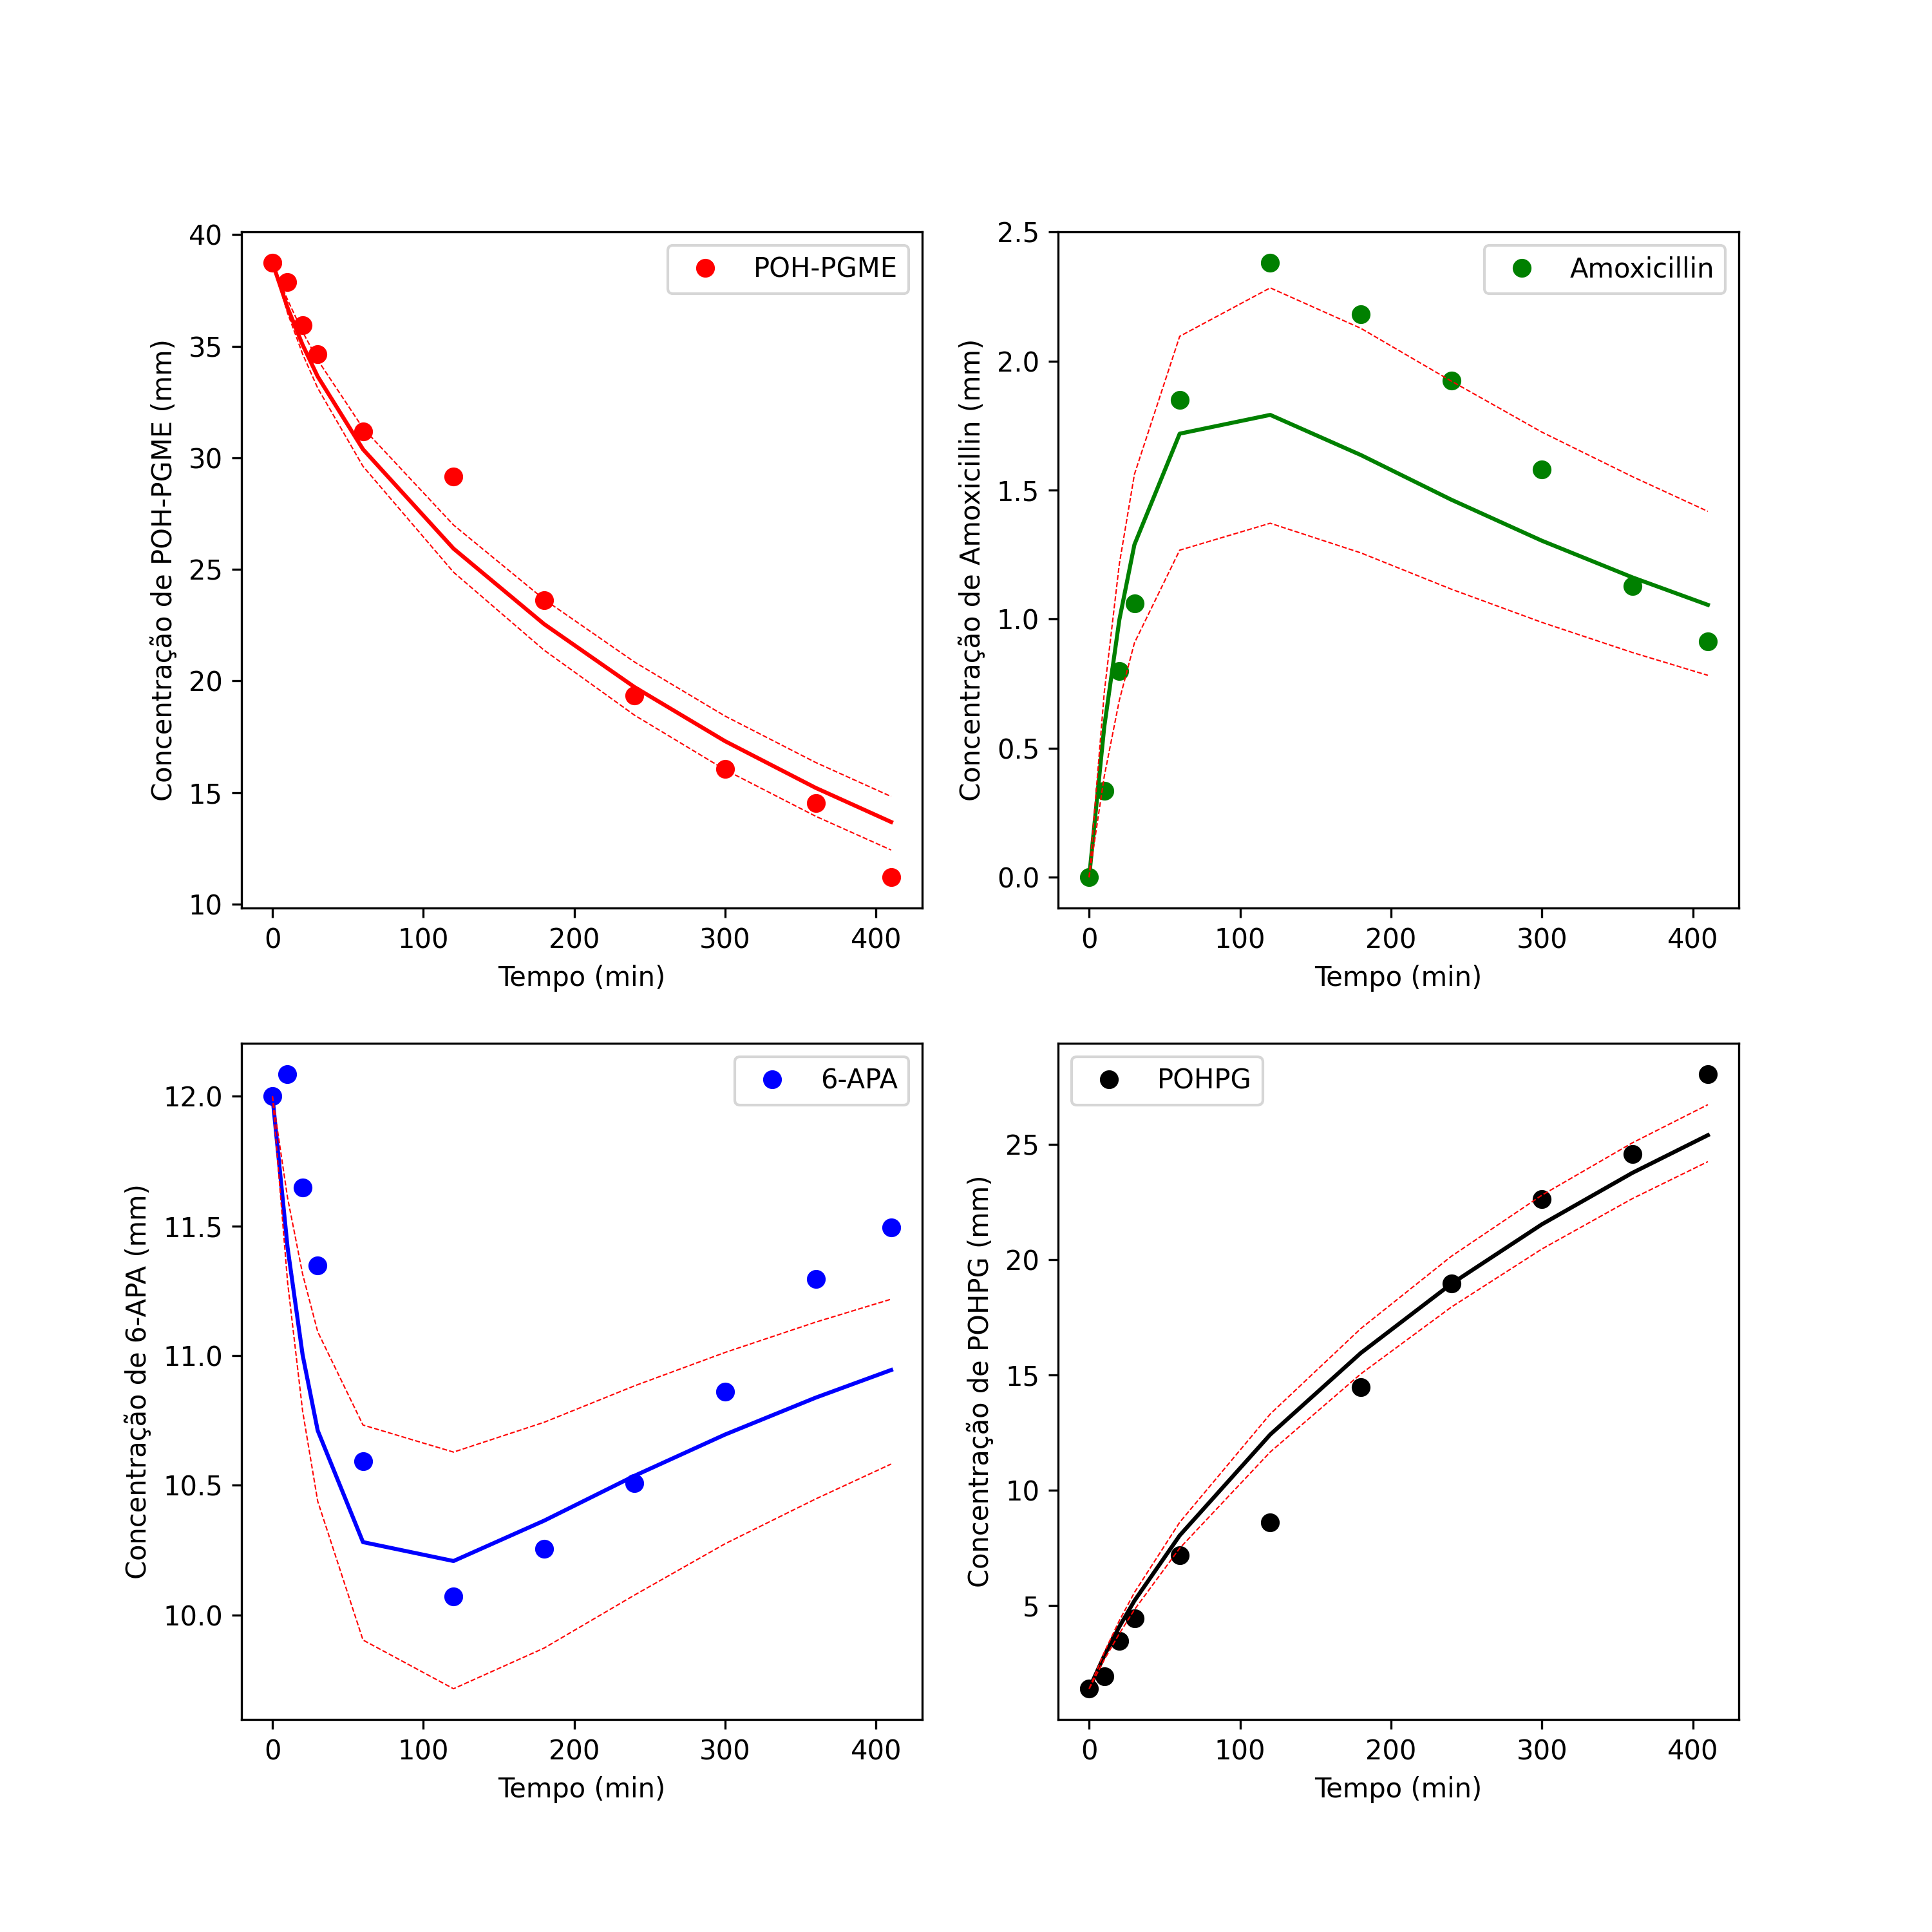 POH-PGME
Concentração de POH-PGME (mm)
40
35
30
25
20
15
10
0 100 200 300 400
Tempo (min)
Amoxicillin
Concentração de Amoxicillin (mm)
2.5
2.0
1.5
1.0
0.5
0.0
0 100 200 300 400
Tempo (min)
6-APA
Concentração de 6-APA (mm)
12.0
11.5
11.0
10.5
10.0
0 100 200 300 400
Tempo (min)
POHPG
Concentração de POHPG (mm)
25
20
15
10
5
0 100 200 300 400
Tempo (min)